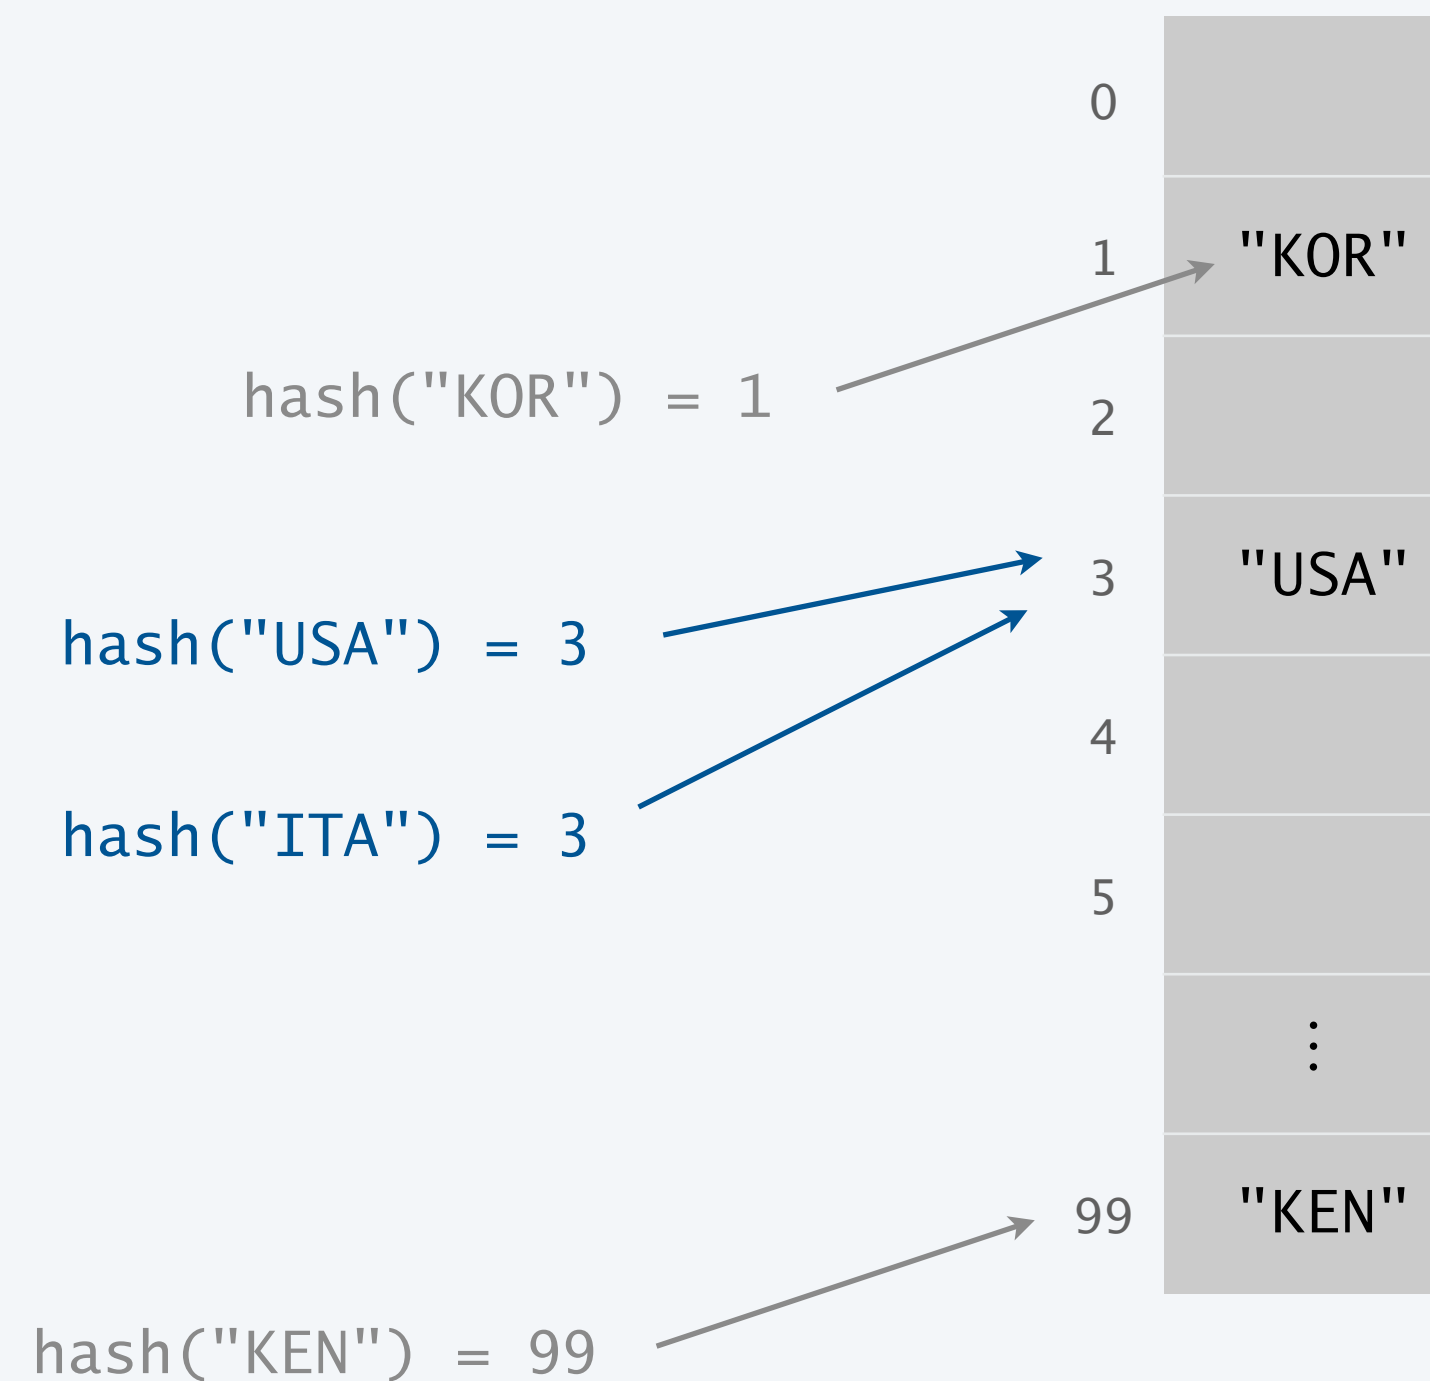 0
1 "KOR"
hash("KOR") = 1
2
3 "USA"
hash("USA") = 3
4
hash("ITA") = 3
5
⋮
99 "KEN"
hash("KEN") = 99